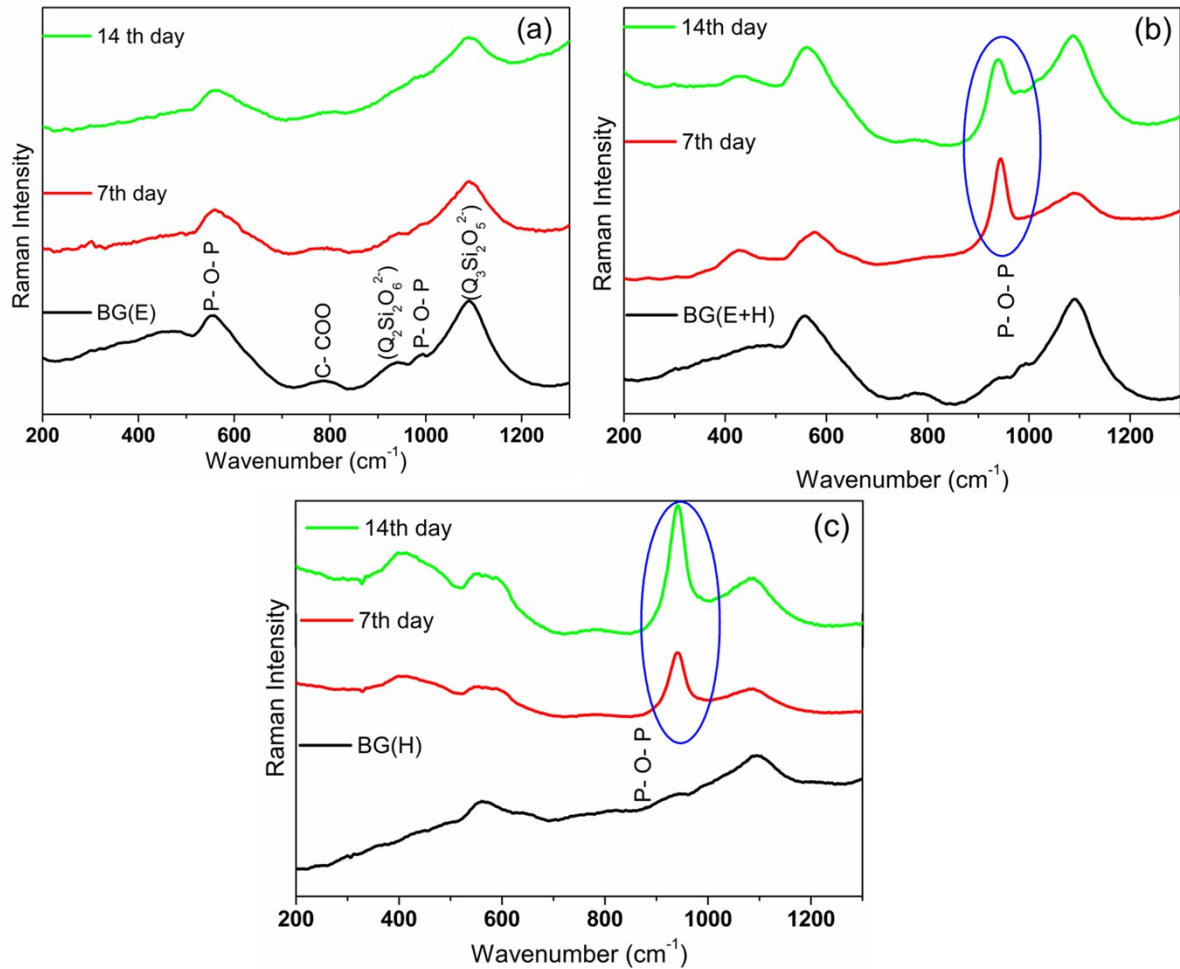 (a)
14 th day
7th day
BG(E)
P- O- P
C- COO
(Q₂Si₂O₆²⁻)
P- O- P
(Q₃Si₂O₅²⁻)
Raman Intensity
200 400 600 800 1000 1200
Wavenumber (cm⁻¹)
(b)
14th day
7th day
BG(E+H)
P- O- P
Raman Intensity
200 400 600 800 1000 1200
Wavenumber (cm⁻¹)
(c)
14th day
7th day
BG(H)
P- O- P
Raman Intensity
200 400 600 800 1000 1200
Wavenumber (cm⁻¹)